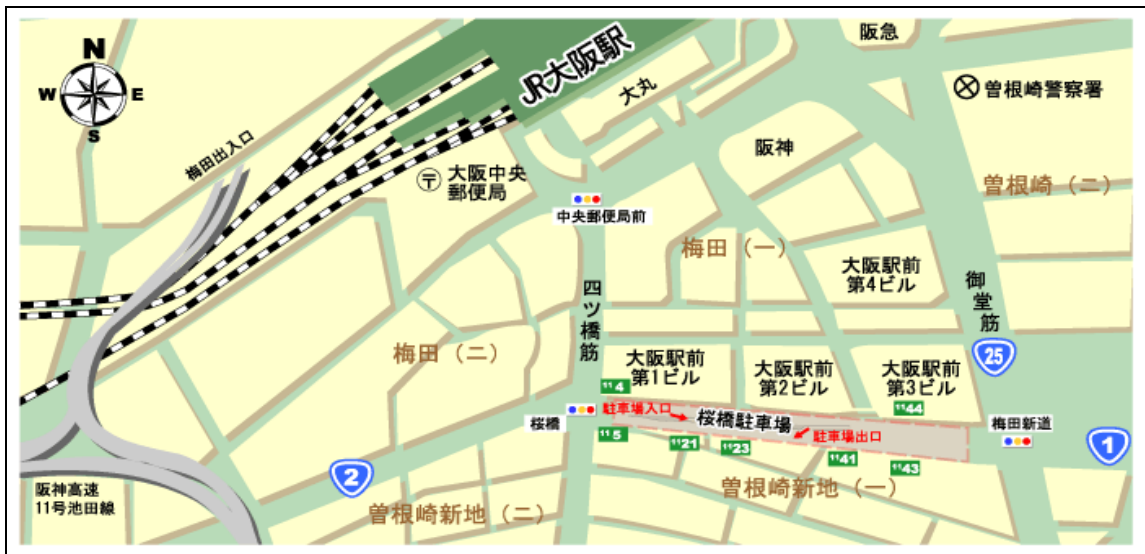 阪急
N
W
E
S
JR大阪駅
大丸
曽根崎警察署
梅田出入口
阪神
〒
大阪中央
郵便局
曽根崎（二）
中央郵便局前
梅田（一）
大阪駅前
第4ビル
御堂筋
四ツ橋筋
梅田（二）
25
大阪駅前
第1ビル
大阪駅前
第2ビル
大阪駅前
第3ビル
11 4
11 44
桜橋
駐車場入口
桜橋駐車場
梅田新道
11 5
11 21
11 23
駐車場出口
1
11 41
11 43
2
阪神高速
11号池田線
曽根崎新地（二）
曽根崎新地（一）